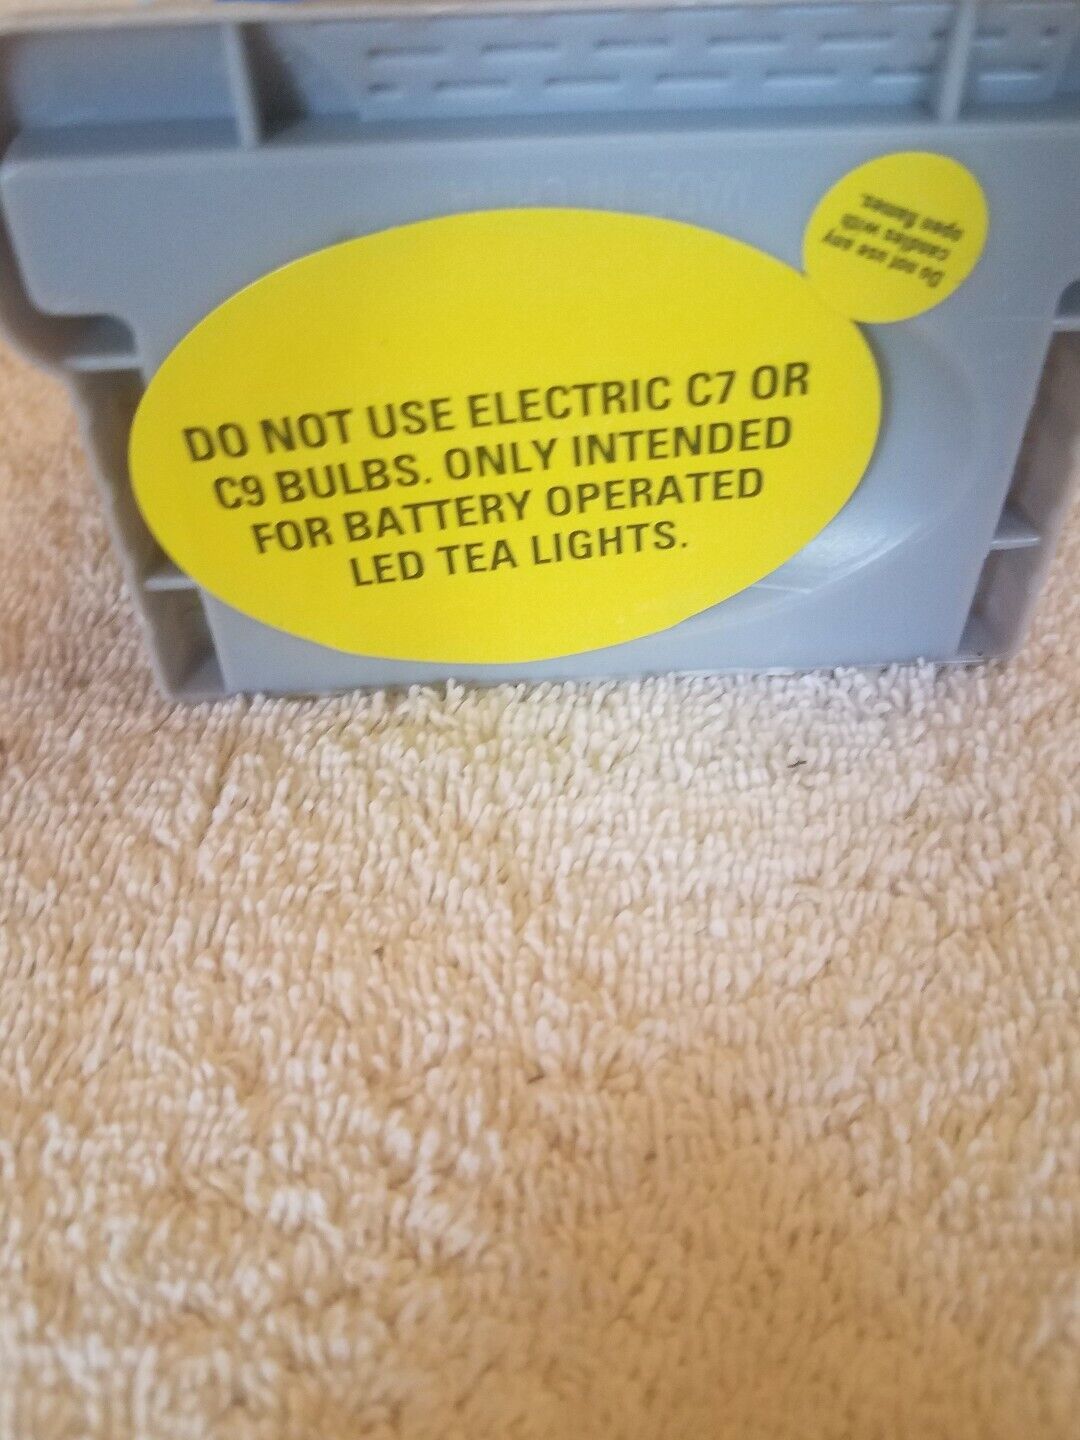 DO NOT USE ELECTRIC C7 OR
C9 BULBS. ONLY INTENDED
FOR BATTERY OPERATED
LED TEA LIGHTS.
Do not use any
candles with
open flames.